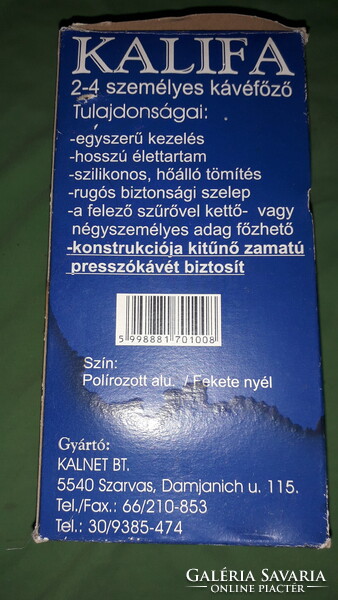 KALIFA
2-4 személyes kávéfőző
Tulajdonságai:
-egyszerű kezelés
-hosszú élettartam
-szilikonos, hőálló tömítés
-rugós biztonsági szelep
-a felező szűrővel kettő- vagy
négyszemélyes adag főzhető
-konstrukciója kitűnő zamatú
presszókávét biztosít
5 998881 701008
Szín:
Polírozott alu. / Fekete nyél
Gyártó:
KALNET BT.
5540 Szarvas, Damjanich u. 115.
Tel./Fax.: 66/210-853
Tel.: 30/9385-474
GALÉRIA SAVARIA
ONLINE PIACTÉR